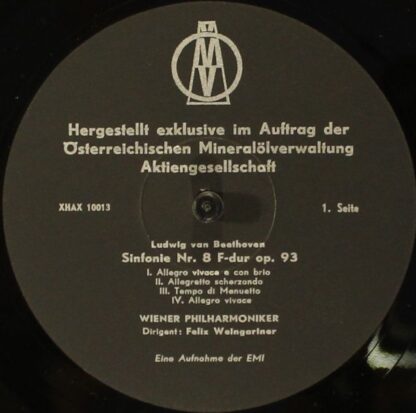 ÖMV
Hergestellt exklusive im Auftrag der
Österreichischen Mineralölverwaltung
Aktiengesellschaft
XHAX 10013 1. Seite
Ludwig van Beethoven
Sinfonie Nr. 8 F-dur op. 93
I. Allegro vivace e con brio
II. Allegretto scherzando
III. Tempo di Menuetto
IV. Allegro vivace
WIENER PHILHARMONIKER
Dirigent: Felix Weingartner
Eine Aufnahme der EMI